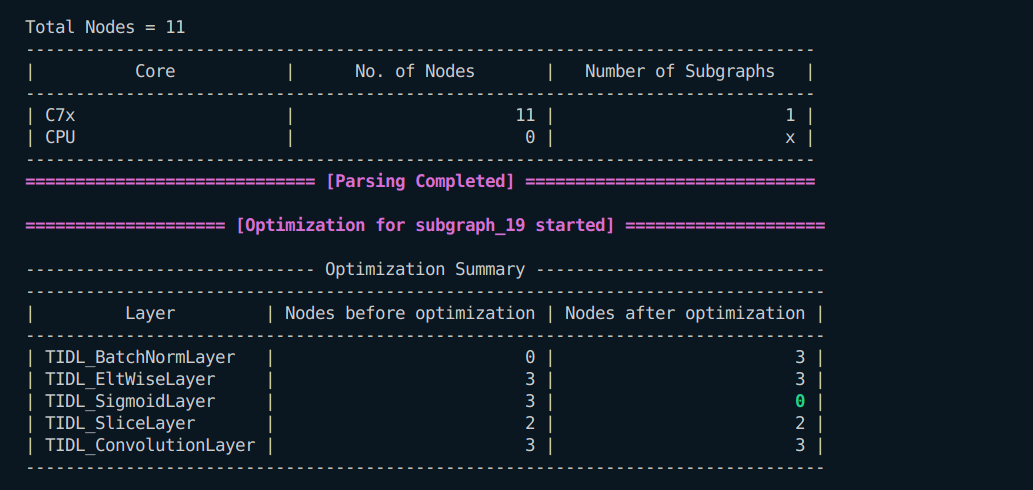 Total Nodes = 11
-------------------------------------------------------------------------------
|          Core           |      No. of Nodes       |   Number of Subgraphs   |
-------------------------------------------------------------------------------
| C7x                     |                      11 |                       1 |
| CPU                     |                       0 |                       x |
-------------------------------------------------------------------------------
============================= [Parsing Completed] =============================
==================== [Optimization for subgraph_19 started] ====================
----------------------------- Optimization Summary -----------------------------
--------------------------------------------------------------------------------
|         Layer         | Nodes before optimization | Nodes after optimization |
--------------------------------------------------------------------------------
| TIDL_BatchNormLayer   |                         0 |                        3 |
| TIDL_EltWiseLayer     |                         3 |                        3 |
| TIDL_SigmoidLayer     |                         3 |                        0 |
| TIDL_SliceLayer       |                         2 |                        2 |
| TIDL_ConvolutionLayer |                         3 |                        3 |
--------------------------------------------------------------------------------